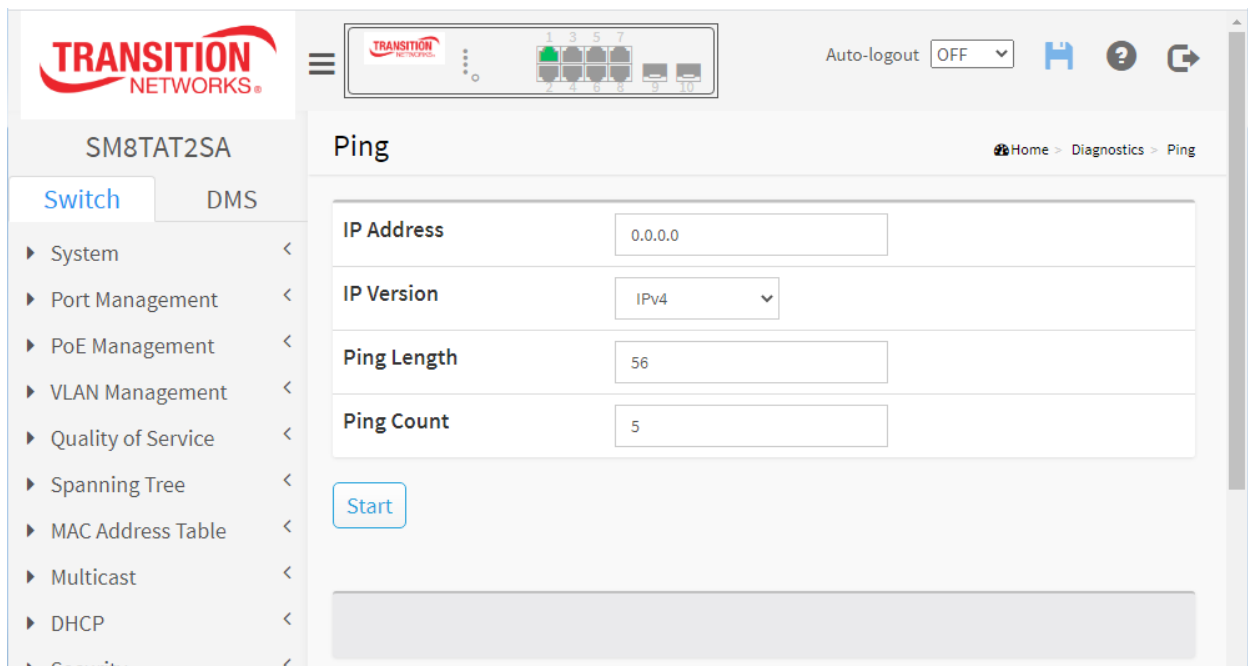 TRANSITION
NETWORKS®
TRANSITION
NETWORKS®
1 3 5 7
2 4 6 8 9 10
Auto-logout OFF
SM8TAT2SA
Switch DMS
System
Port Management
PoE Management
VLAN Management
Quality of Service
Spanning Tree
MAC Address Table
Multicast
DHCP
Security
Ping
Home > Diagnostics > Ping
IP Address 0.0.0.0
IP Version IPv4
Ping Length 56
Ping Count 5
Start